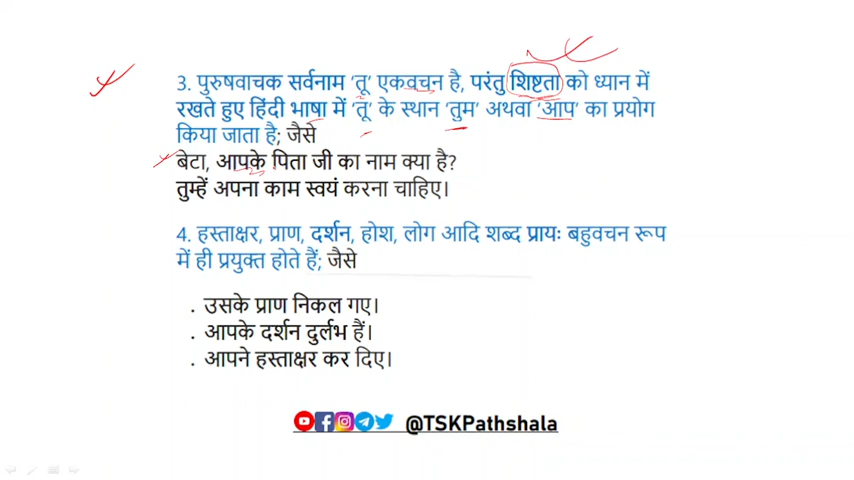 3. पुरुषवाचक सर्वनाम ‘तू’ एकवचन है, परंतु शिष्टता को ध्यान में
रखते हुए हिंदी भाषा में ‘तू’ के स्थान ‘तुम’ अथवा ‘आप’ का प्रयोग
किया जाता है; जैसे
बेटा, आपके पिता जी का नाम क्या है?
तुम्हें अपना काम स्वयं करना चाहिए।
4. हस्ताक्षर, प्राण, दर्शन, होश, लोग आदि शब्द प्रायः बहुवचन रूप
में ही प्रयुक्त होते हैं; जैसे
. उसके प्राण निकल गए।
. आपके दर्शन दुर्लभ हैं।
. आपने हस्ताक्षर कर दिए।
@TSKPathshala